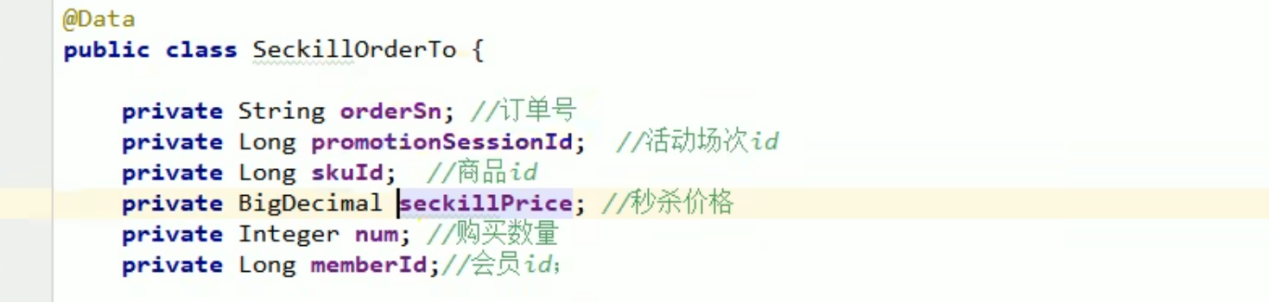 @Data
public class SeckillOrderTo {
private String orderSn; //订单号
private Long promotionSessionId; //活动场次id
private Long skuId; //商品id
private BigDecimal seckillPrice; //秒杀价格
private Integer num; //购买数量
private Long memberId;//会员id;